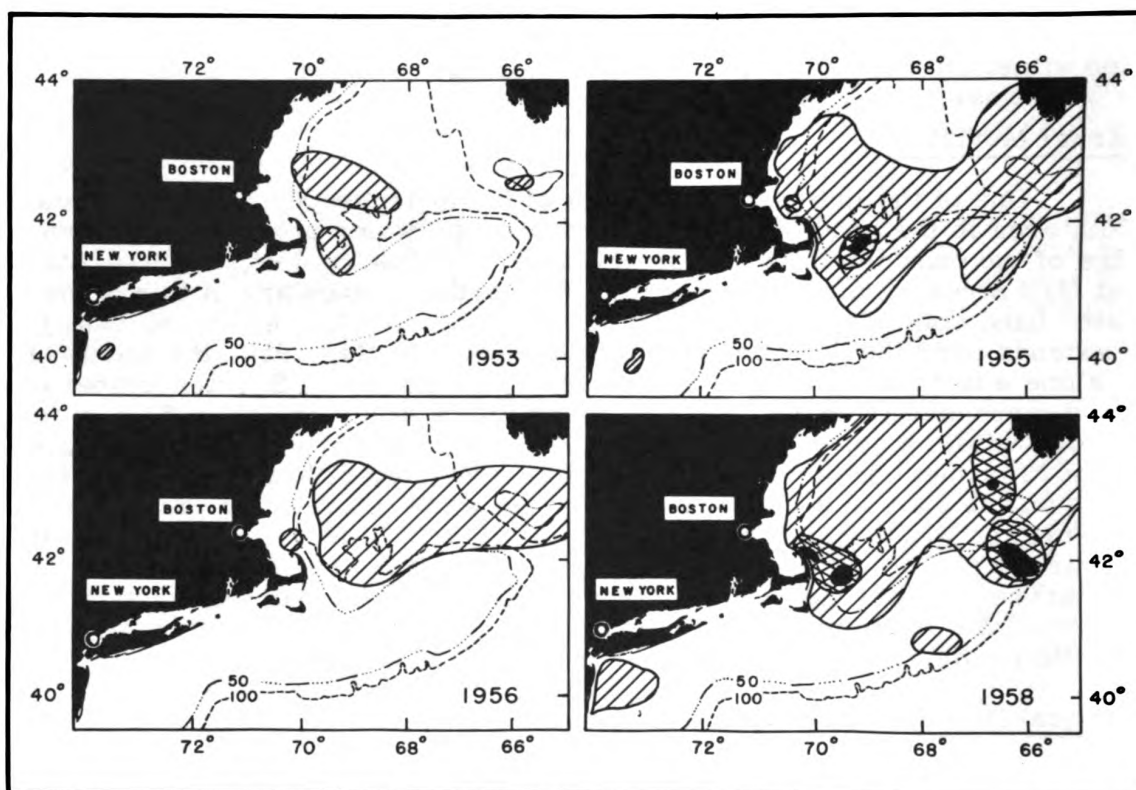 72° 70° 68° 66° 72° 70° 68° 66°
44° 44°
BOSTON BOSTON
42° 42°
NEW YORK NEW YORK
40° 50 100 1953 50 100 1955 40°
44°
BOSTON BOSTON
42° 42°
NEW YORK NEW YORK
40° 50 100 1956 50 100 1958 40°
72° 70° 68° 66° 72° 70° 68° 66°